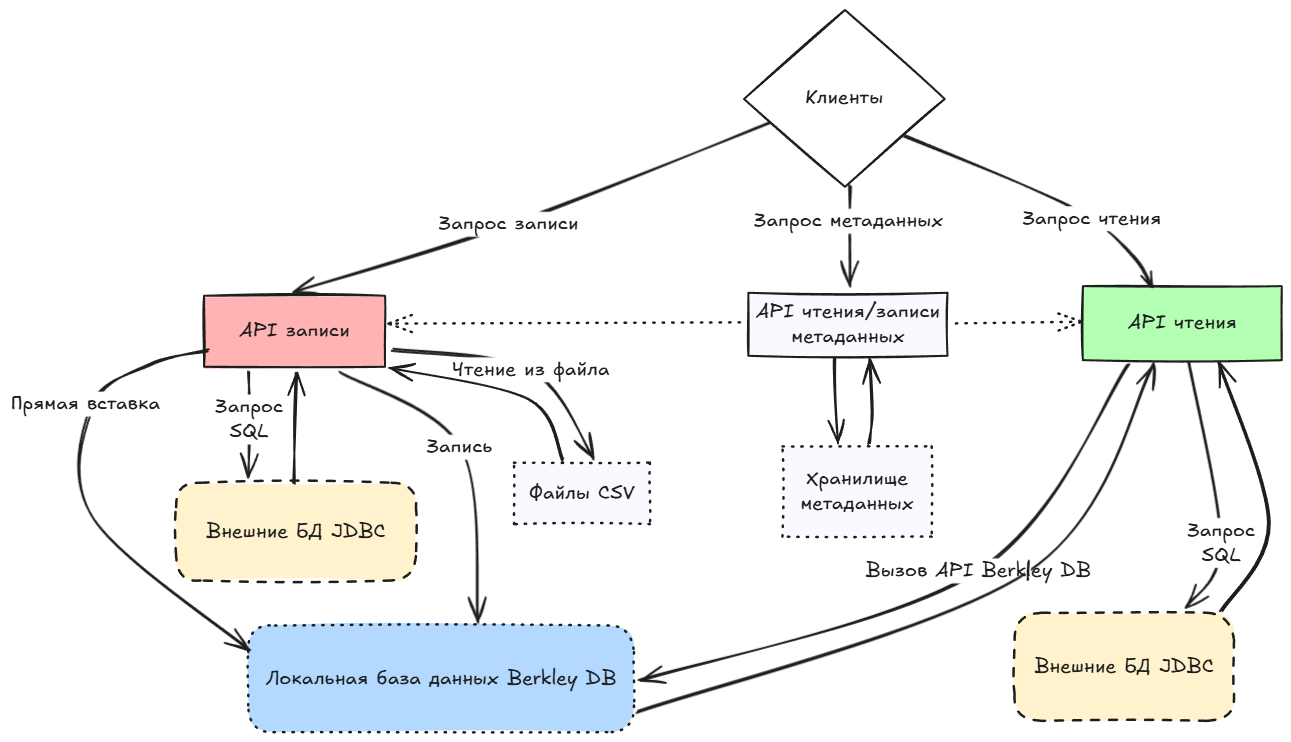 Клиенты
Запрос записи
Запрос метаданных
Запрос чтения
API записи
API чтения/записи
метаданных
API чтения
Чтение из файла
Прямая вставка
Запрос
SQL
Запись
Файлы CSV
Хранилище
метаданных
Внешние БД JDBC
Запрос
SQL
Вызов API Berkley DB
Локальная база данных Berkley DB
Внешние БД JDBC